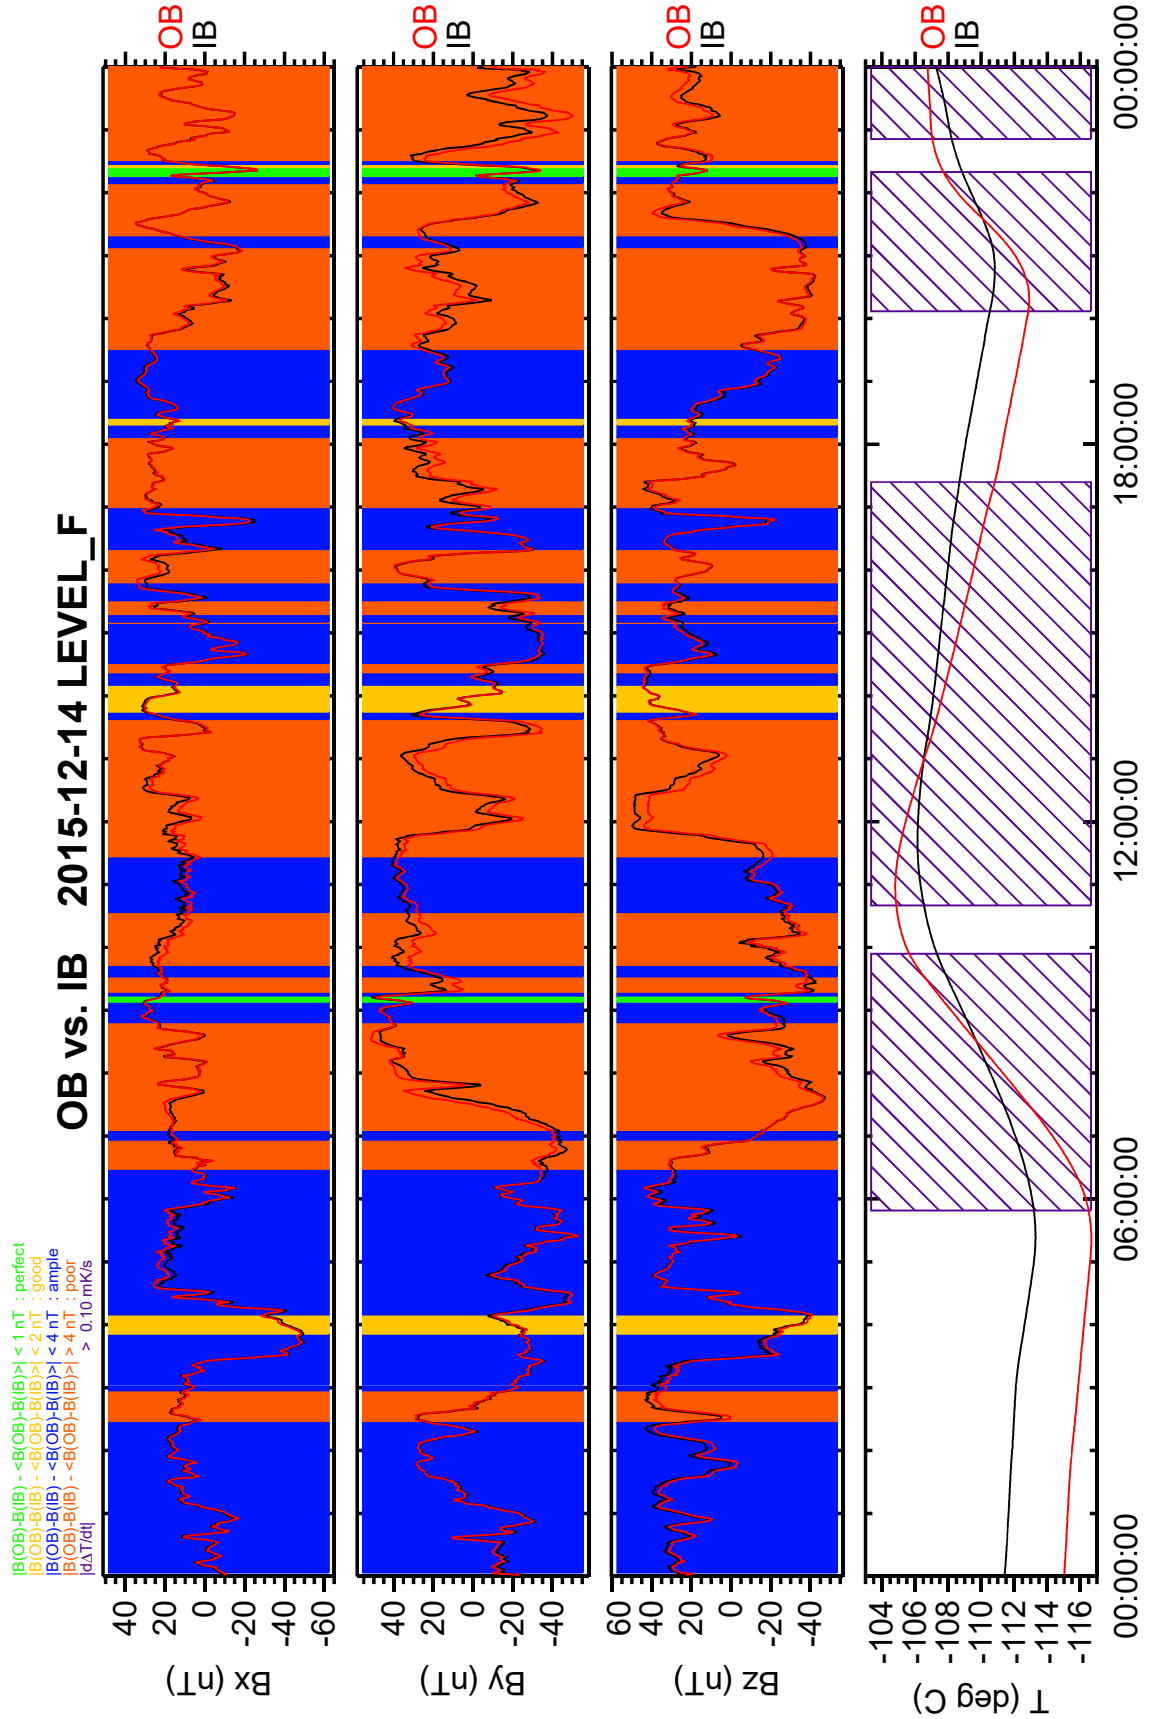 OB vs. IB 2015-12-14 LEVEL_F
|B(OB)-B(IB) - <B(OB)-B(IB)>| < 1 nT : perfect
|B(OB)-B(IB) - <B(OB)-B(IB)>| < 2 nT : good
|B(OB)-B(IB) - <B(OB)-B(IB)>| < 4 nT : ample
|B(OB)-B(IB) - <B(OB)-B(IB)>| > 4 nT : poor
|dΔT/dt| > 0.10 mK/s
Bx (nT)
40
20
0
-20
-40
-60
OB
IB
By (nT)
40
20
0
-20
-40
OB
IB
Bz (nT)
60
40
20
0
-20
-40
OB
IB
T (deg C)
-104
-106
-108
-110
-112
-114
-116
OB
IB
00:00:00
06:00:00
12:00:00
18:00:00
00:00:00